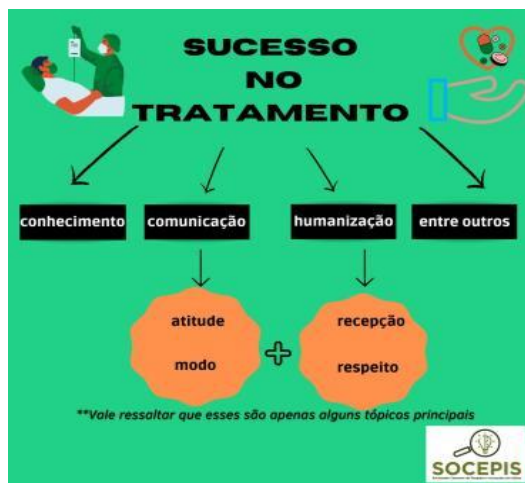 SUCESSO
NO
TRATAMENTO
conhecimento
comunicação
humanização
entre outros
atitude
modo
recepção
respeito
**Vale ressaltar que esses são apenas alguns tópicos principais
SOCEPIS